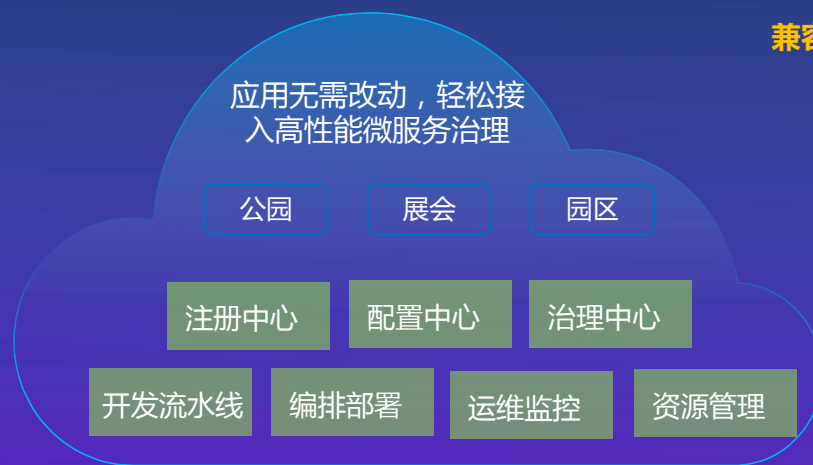 兼容
应用无需改动，轻松接
入高性能微服务治理
公园
展会
园区
注册中心
配置中心
治理中心
开发流水线
编排部署
运维监控
资源管理